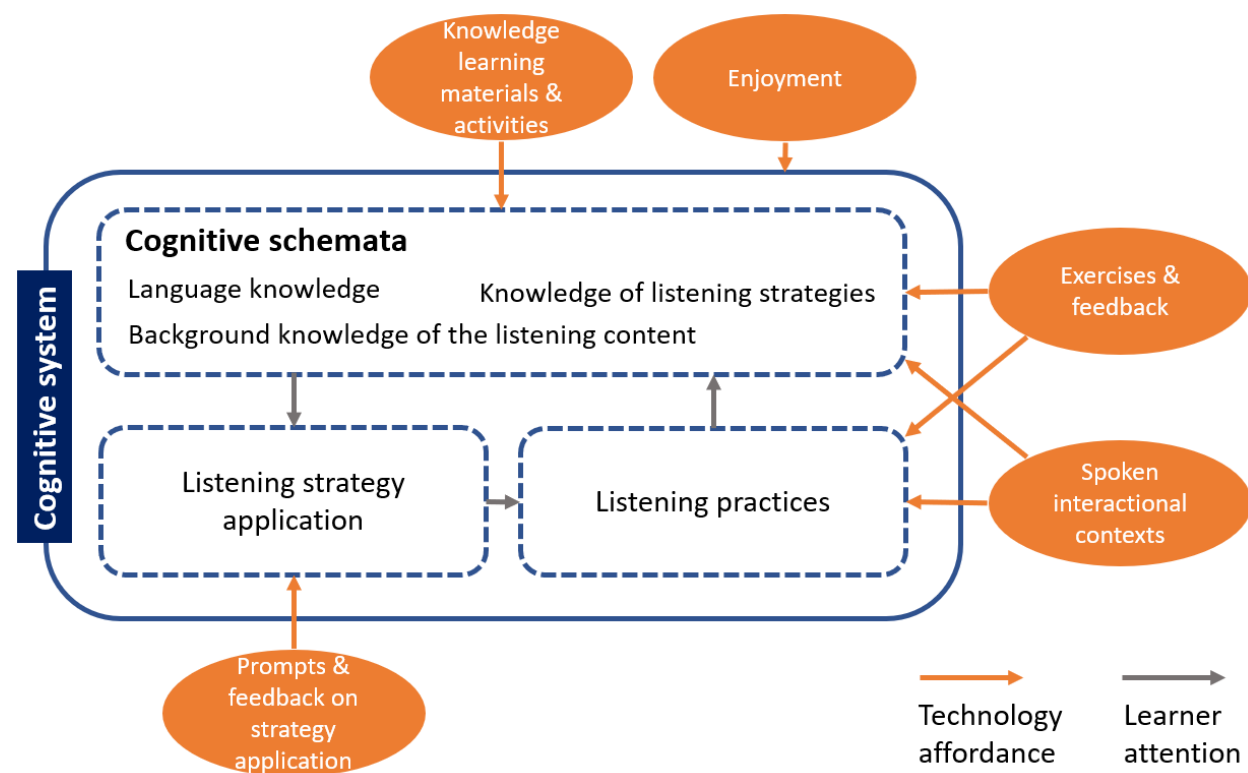 Knowledge
learning
materials &
activities
Enjoyment
Cognitive system
Cognitive schemata
Language knowledge
Knowledge of listening strategies
Background knowledge of the listening content
Exercises &
feedback
Listening strategy
application
Listening practices
Spoken
interactional
contexts
Prompts &
feedback on
strategy
application
Technology
affordance
Learner
attention